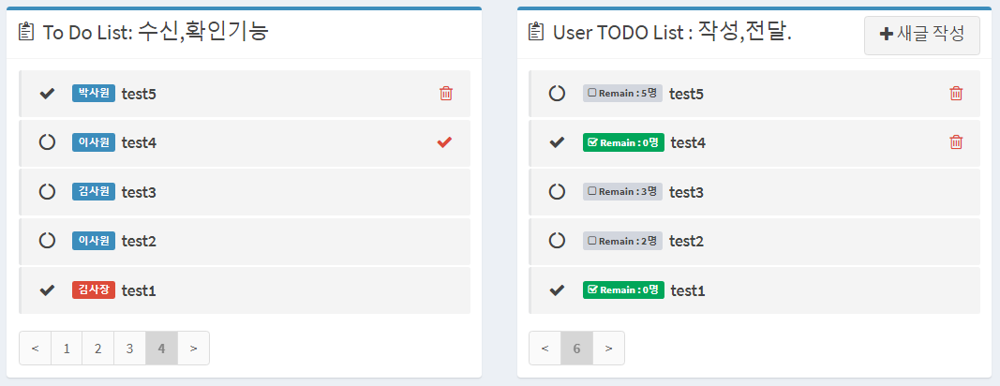 To Do List: 수신,확인기능
박사원 test5
이사원 test4
김사원 test3
이사원 test2
김사장 test1
< 1 2 3 4 >
User TODO List : 작성,전달.
새글 작성
Remain : 5명 test5
Remain : 0명 test4
Remain : 3명 test3
Remain : 2명 test2
Remain : 0명 test1
< 6 >